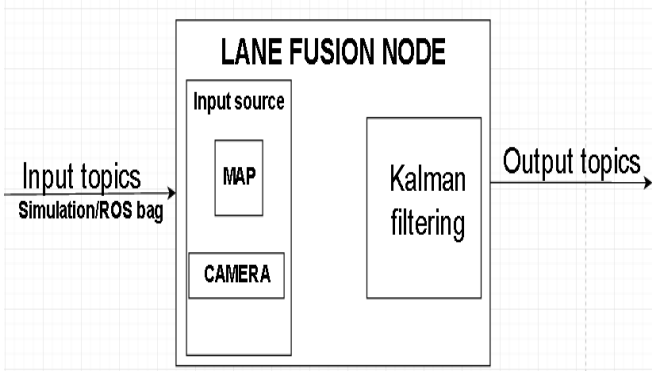 LANE FUSION NODE
Input source
MAP
CAMERA
Input topics
Simulation/ROS bag
Kalman
filtering
Output topics